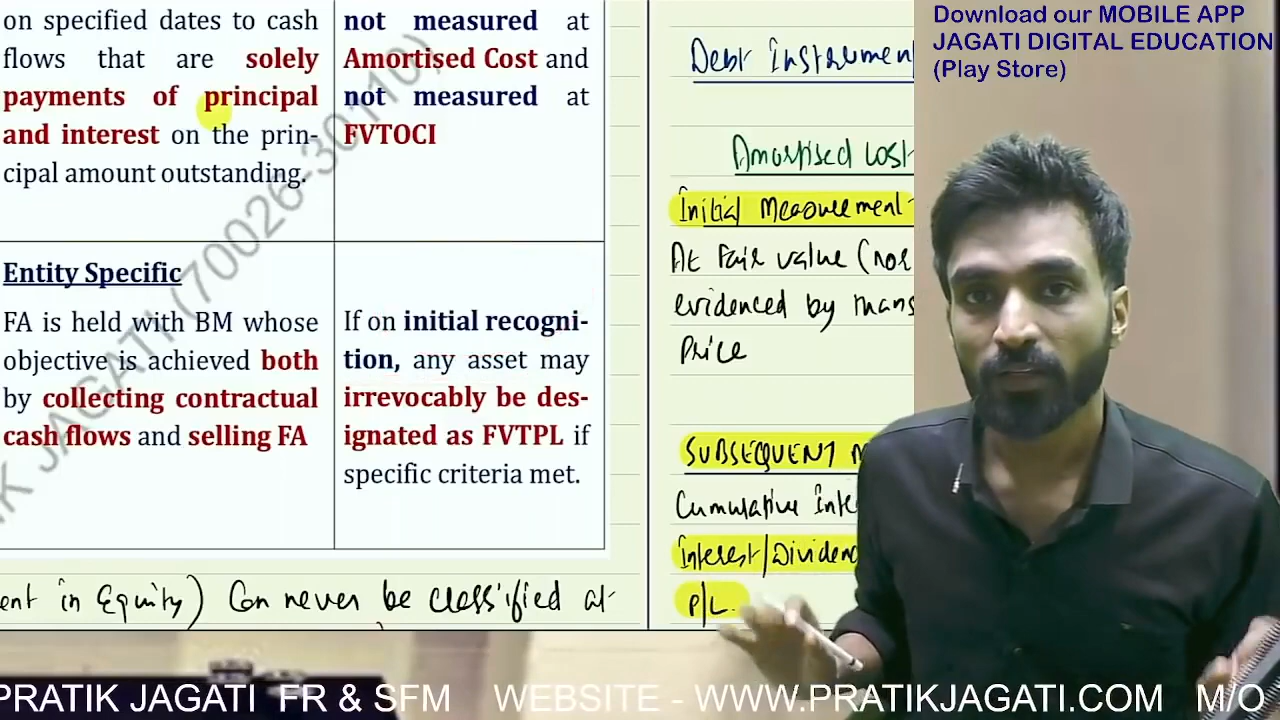 on specified dates to cash
flows that are solely
payments of principal
and interest on the prin-
cipal amount outstanding.
not measured at
Amortised Cost and
not measured at
FVTOCI
Entity Specific
FA is held with BM whose
objective is achieved both
by collecting contractual
cash flows and selling FA
If on initial recogni-
tion, any asset may
irrevocably be des-
ignated as FVTPL if
specific criteria met.
ent in Equity) Can never be classified at
Debt Instrument
Amortised Cost
Initial Measurement
At Fair value (nor
evidenced by trans
Price
SUBSEQUENT M
Cumulative Inte
Interest/Dividend
P/L.
Download our MOBILE APP
JAGATI DIGITAL EDUCATION
(Play Store)
IK JAGATI (70026-30110)
PRATIK JAGATI FR & SFM WEBSITE - WWW.PRATIKJAGATI.COM M/O